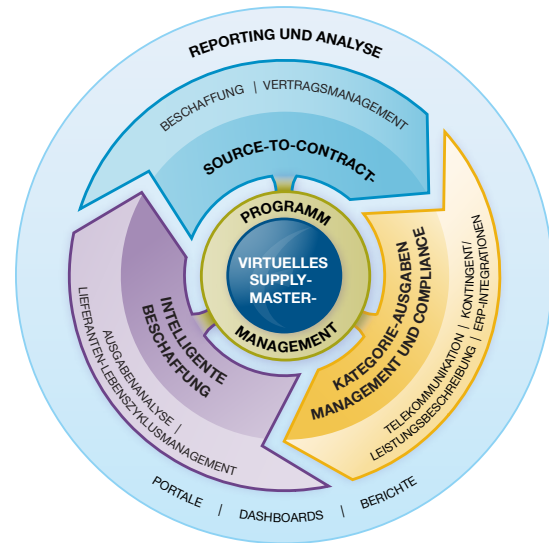 REPORTING UND ANALYSE
BESCHAFFUNG | VERTRAGSMANAGEMENT
SOURCE-TO-CONTRACT-
PROGRAMM
VIRTUELLES
SUPPLY-
MASTER-
MANAGEMENT
KATEGORIE-AUSGABEN
MANAGEMENT UND COMPLIANCE
TELEKOMMUNIKATION | KONTINGENT/
LEISTUNGSBESCHREIBUNG | ERP-INTEGRATIONEN
INTELLIGENTE
BESCHAFFUNG
AUSGABENANALYSE |
LIEFERANTEN-LEBENSZYKLUSMANAGEMENT
PORTALE | DASHBOARDS | BERICHTE